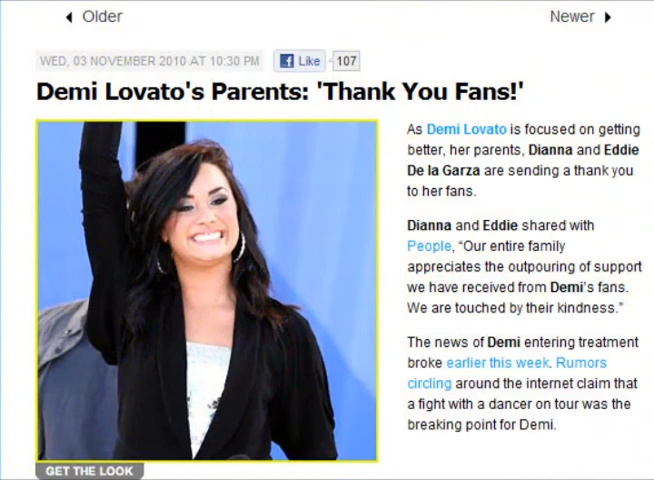 Older
Newer
WED, 03 NOVEMBER 2010 AT 10:30 PM
f Like 107
Demi Lovato's Parents: 'Thank You Fans!'
As Demi Lovato is focused on getting
better, her parents, Dianna and Eddie
De la Garza are sending a thank you
to her fans.
Dianna and Eddie shared with
People, “Our entire family
appreciates the outpouring of support
we have received from Demi’s fans.
We are touched by their kindness.”
The news of Demi entering treatment
broke earlier this week. Rumors
circling around the internet claim that
a fight with a dancer on tour was the
breaking point for Demi.
GET THE LOOK